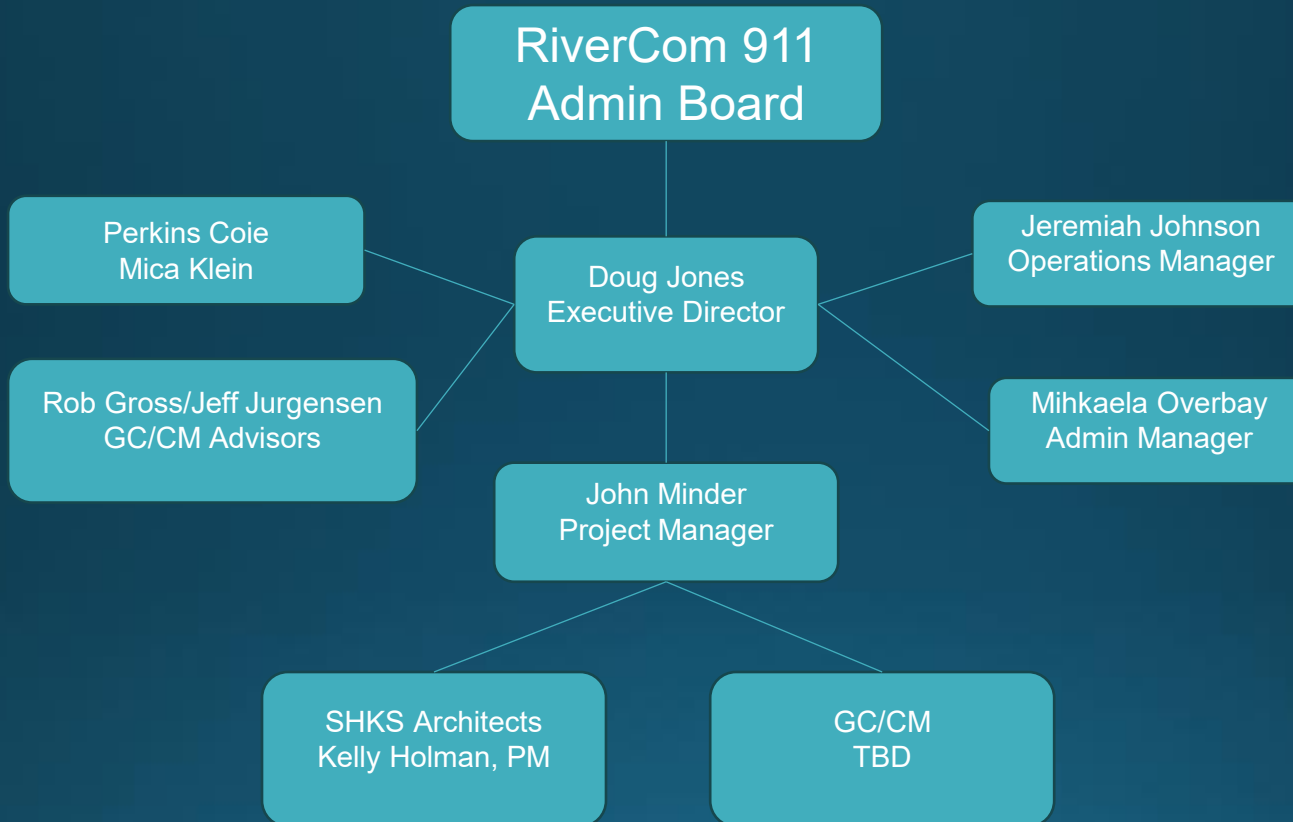 RiverCom 911
Admin Board
Perkins Coie
Mica Klein
Doug Jones
Executive Director
Jeremiah Johnson
Operations Manager
Rob Gross/Jeff Jurgensen
GC/CM Advisors
Mihkaela Overbay
Admin Manager
John Minder
Project Manager
SHKS Architects
Kelly Holman, PM
GC/CM
TBD